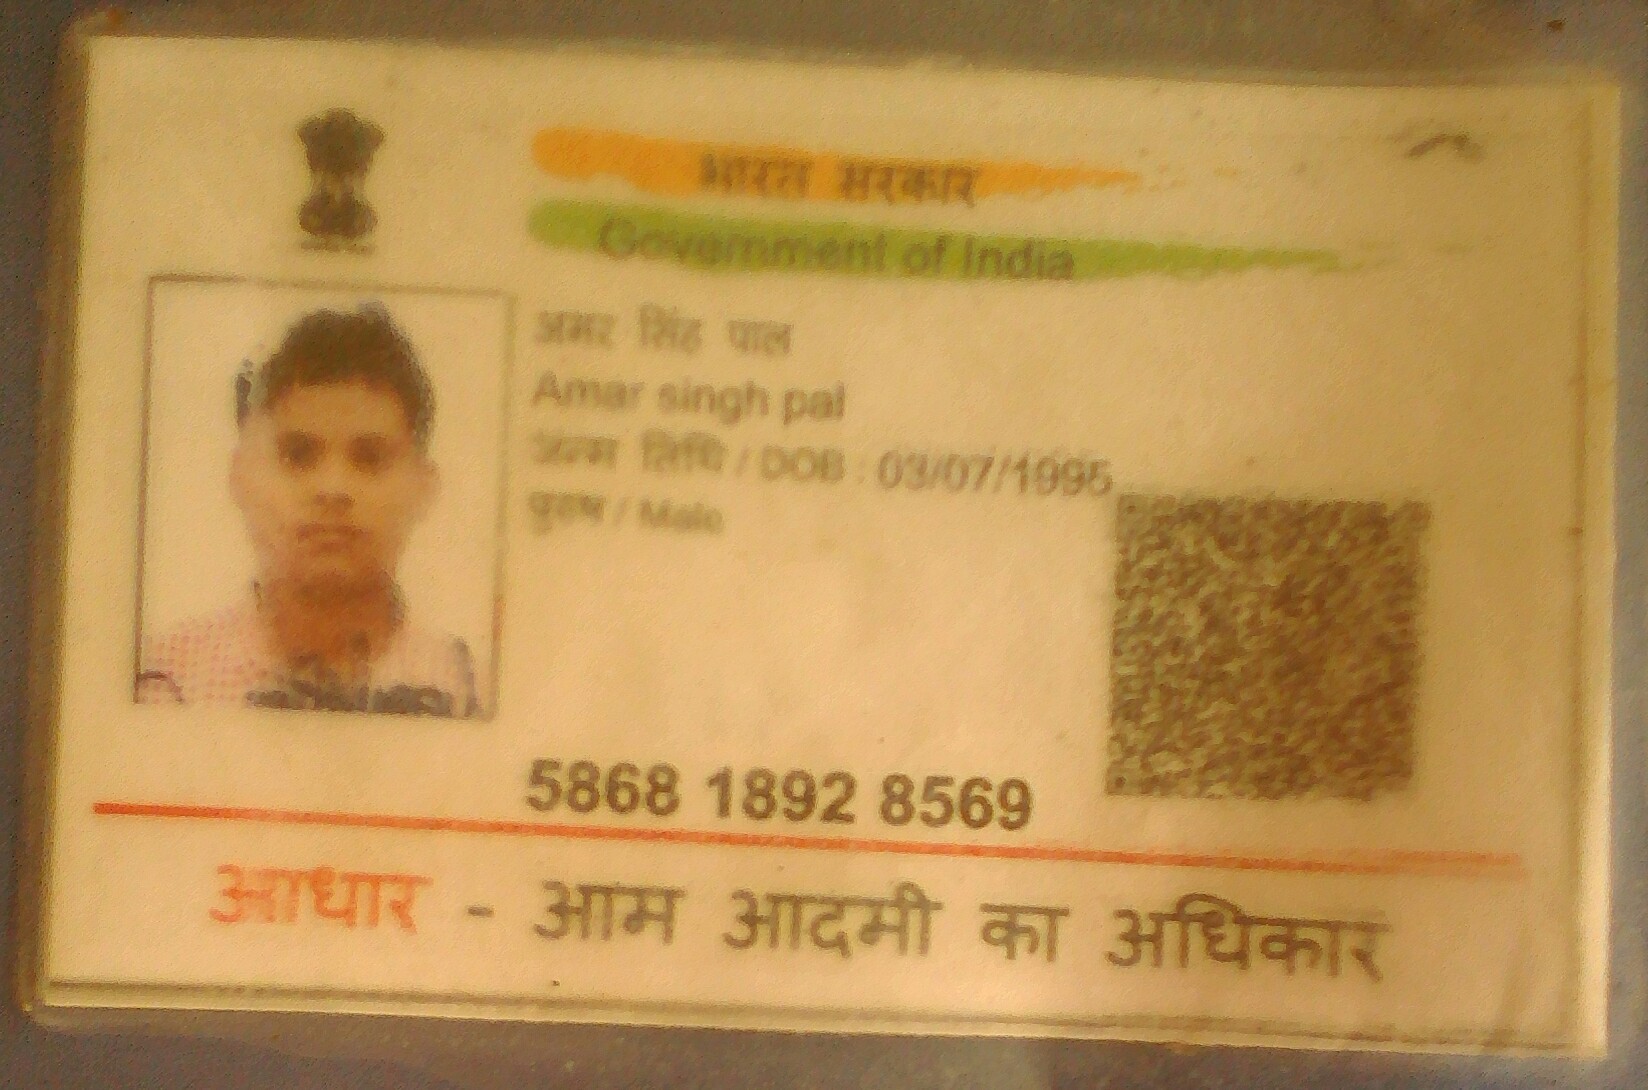 भारत सरकार
Government of India
अमर सिंह पाल
Amar singh pal
जन्म तिथि / DOB : 03/07/1995
पुरुष / Male
5868 1892 8569
आधार - आम आदमी का अधिकार